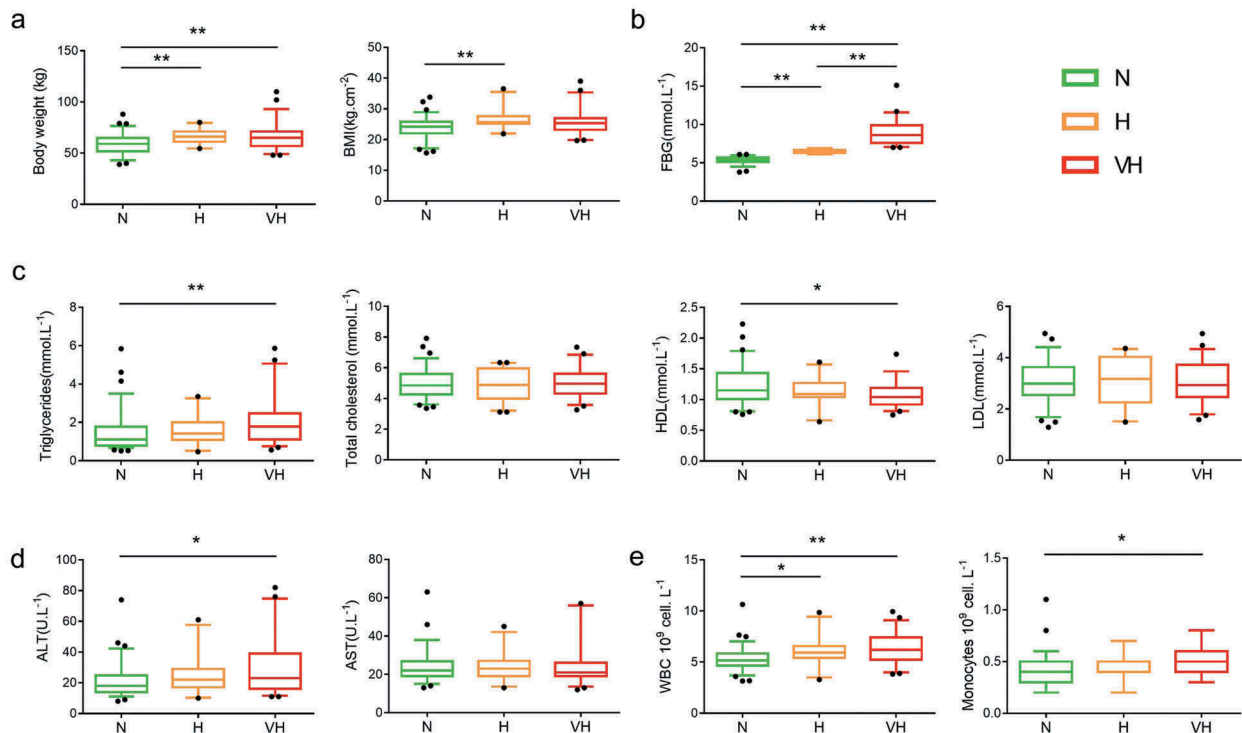 a
b
**
**
150
100
50
0
Body weight (kg)
N
H
VH
**
50
40
30
20
10
0
BMI(kg.cm-2)
N
H
VH
**
**
**
20
15
10
5
0
FBG(mmol.L-1)
N
H
VH
N
H
VH
c
**
8
6
4
2
0
Triglycerides(mmol.L-1)
N
H
VH
10
8
6
4
2
0
Total cholesterol (mmol.L-1)
N
H
VH
*
2.5
2.0
1.5
1.0
0.5
0.0
HDL(mmol.L-1)
N
H
VH
6
4
2
0
LDL(mmol.L-1)
N
H
VH
d
*
100
80
60
40
20
0
ALT(U.L-1)
N
H
VH
80
60
40
20
0
AST(U.L-1)
N
H
VH
e
**
*
15
10
5
0
WBC 10⁹ cell. L-1
N
H
VH
*
1.5
1.0
0.5
0.0
Monocytes 10⁹ cell. L-1
N
H
VH